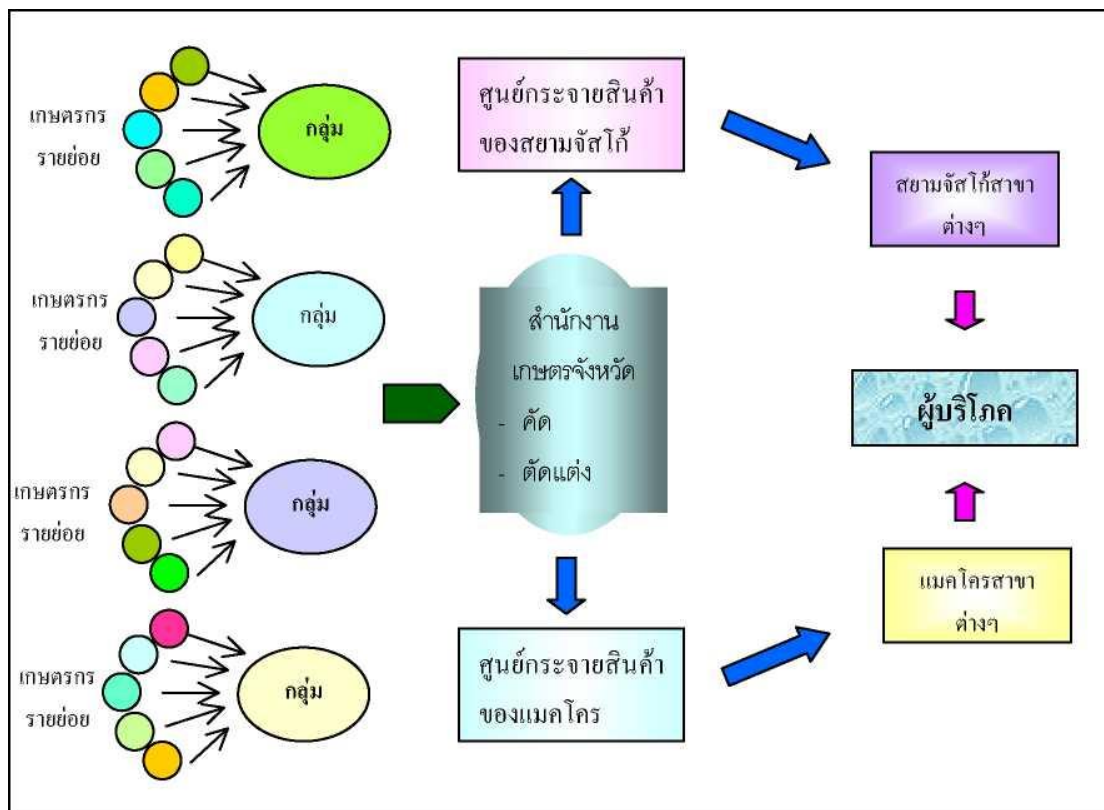 เกษตรกร
รายย่อย
กลุ่ม
เกษตรกร
รายย่อย
กลุ่ม
เกษตรกร
รายย่อย
กลุ่ม
เกษตรกร
รายย่อย
กลุ่ม
สำนักงาน
เกษตรจังหวัด
- คัด
- ตัดแต่ง
ศูนย์กระจายสินค้า
ของสยามจัสโก้
สยามจัสโก้สาขา
ต่างๆ
ศูนย์กระจายสินค้า
ของแมคโคร
แมคโครสาขา
ต่างๆ
ผู้บริโภค